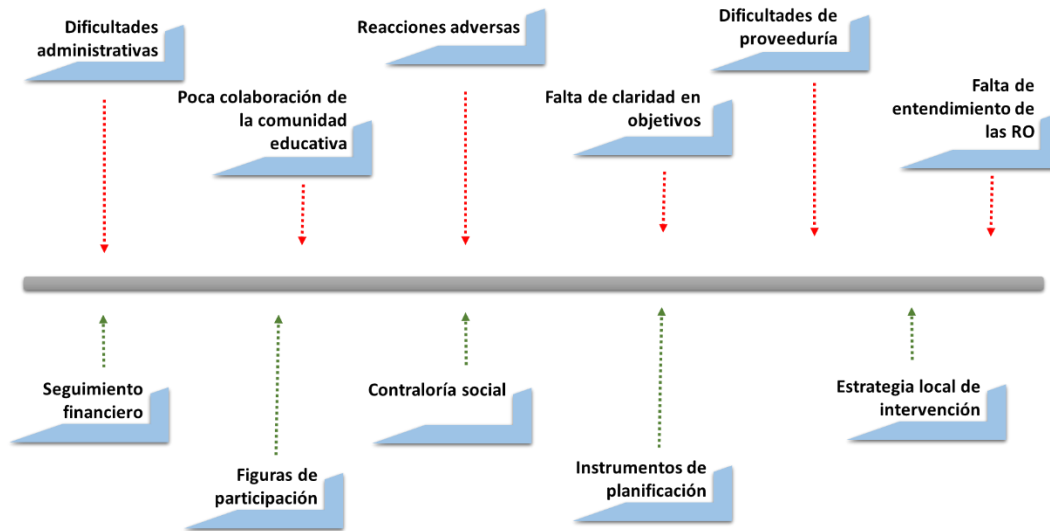 Dificultades
administrativas
Poca colaboración de
la comunidad
educativa
Reacciones adversas
Falta de claridad en
objetivos
Dificultades de
proveeduría
Falta de
entendimiento de
las RO
Seguimiento
financiero
Figuras de
participación
Contraloría social
Instrumentos de
planificación
Estrategia local de
intervención